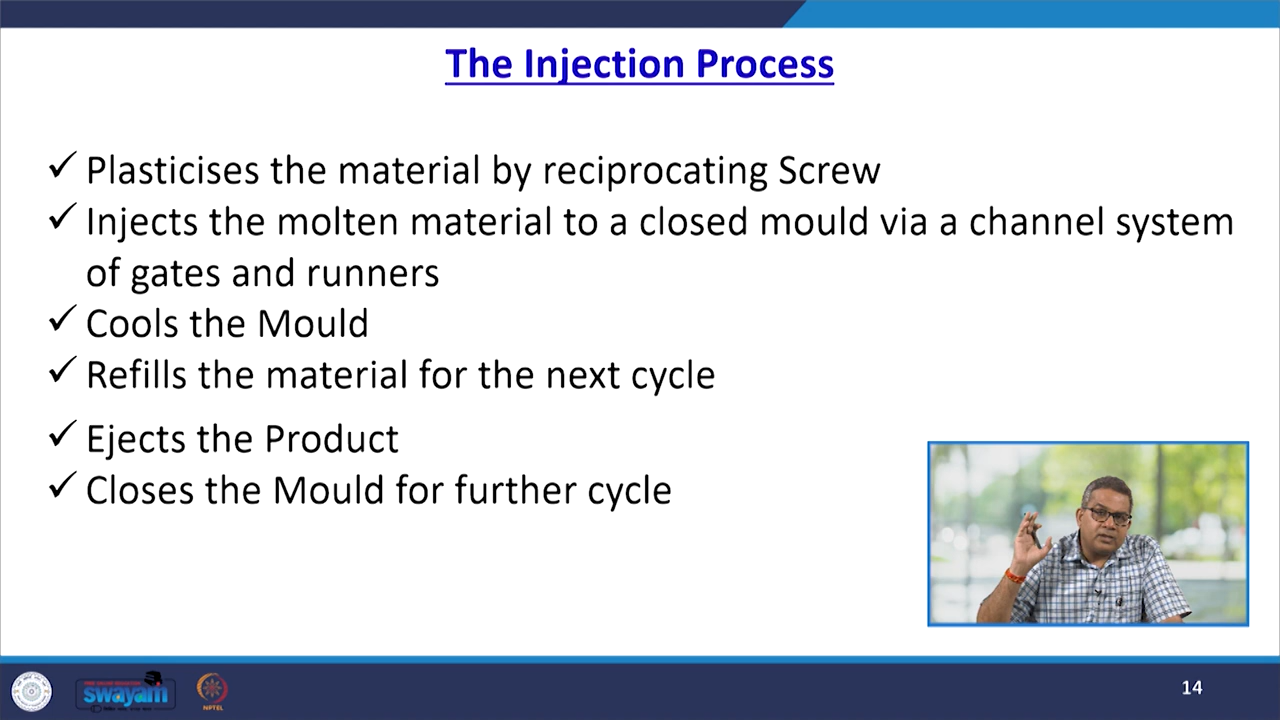 The Injection Process
✓ Plasticises the material by reciprocating Screw
✓ Injects the molten material to a closed mould via a channel system
of gates and runners
✓ Cools the Mould
✓ Refills the material for the next cycle
✓ Ejects the Product
✓ Closes the Mould for further cycle
swayam
NPTEL
14